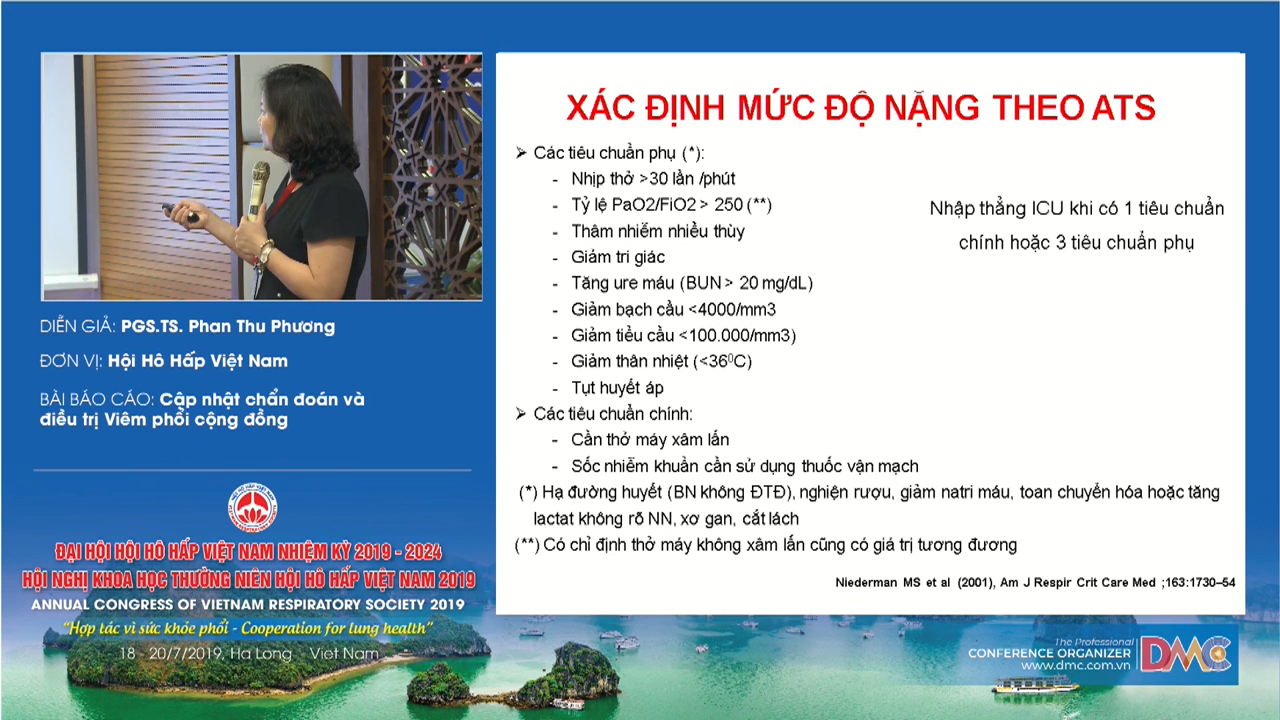 XÁC ĐỊNH MỨC ĐỘ NẶNG THEO ATS
➢ Các tiêu chuẩn phụ (*):
- Nhịp thở >30 lần /phút
- Tỷ lệ PaO2/FiO2 > 250 (**)
- Thâm nhiễm nhiều thùy
- Giảm tri giác
- Tăng ure máu (BUN > 20 mg/dL)
- Giảm bạch cầu <4000/mm3
- Giảm tiểu cầu <100.000/mm3)
- Giảm thân nhiệt (<36⁰C)
- Tụt huyết áp
➢ Các tiêu chuẩn chính:
- Cần thở máy xâm lấn
- Sốc nhiễm khuẩn cần sử dụng thuốc vận mạch
(*) Hạ đường huyết (BN không ĐTĐ), nghiện rượu, giảm natri máu, toan chuyển hóa hoặc tăng
lactat không rõ NN, xơ gan, cắt lách
(**) Có chỉ định thở máy không xâm lấn cũng có giá trị tương đương
Nhập thẳng ICU khi có 1 tiêu chuẩn
chính hoặc 3 tiêu chuẩn phụ
Niederman MS et al (2001), Am J Respir Crit Care Med ;163:1730–54
DIỄN GIẢ: PGS.TS. Phan Thu Phương
ĐƠN VỊ: Hội Hô Hấp Việt Nam
BÀI BÁO CÁO: Cập nhật chẩn đoán và
điều trị Viêm phổi cộng đồng
ĐẠI HỘI HỘI HÔ HẤP VIỆT NAM NHIỆM KỲ 2019 - 2024
HỘI NGHỊ KHOA HỌC THƯỜNG NIÊN HỘI HÔ HẤP VIỆT NAM 2019
ANNUAL CONGRESS OF VIETNAM RESPIRATORY SOCIETY 2019
"Hợp tác vì sức khỏe phổi - Cooperation for lung health"
18 - 20/7/2019, Ha Long - Viet Nam
The Professional
CONFERENCE ORGANIZER
www.dmc.com.vn
DMC